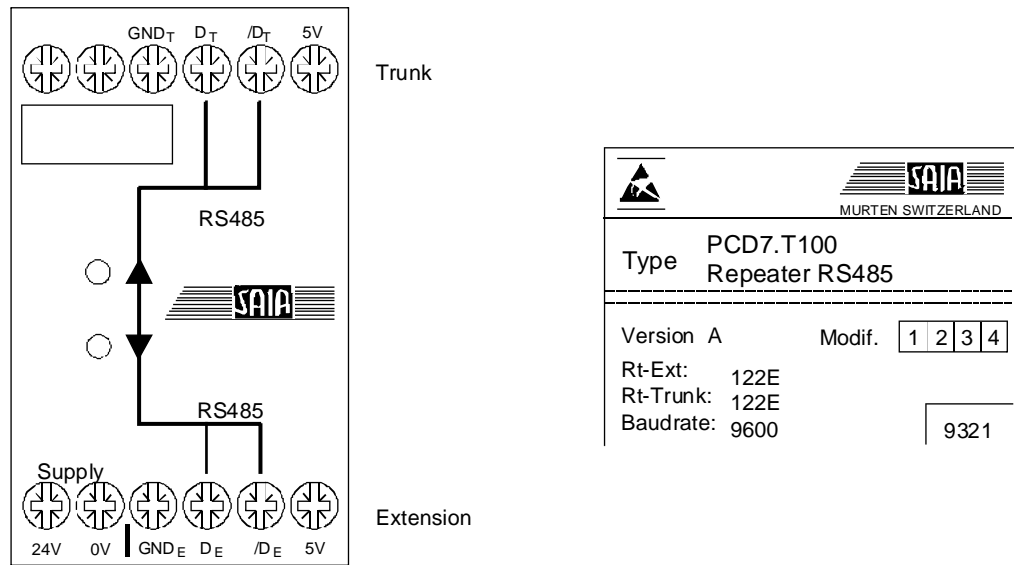 GNDT DT /DT 5V
Trunk
RS485
SAIA
RS485
Supply
24V 0V GNDE DE /DE 5V
Extension
SAIA
MURTEN SWITZERLAND
Type PCD7.T100
Repeater RS485
Version A Modif. 1 2 3 4
Rt-Ext: 122E
Rt-Trunk: 122E
Baudrate: 9600
9321